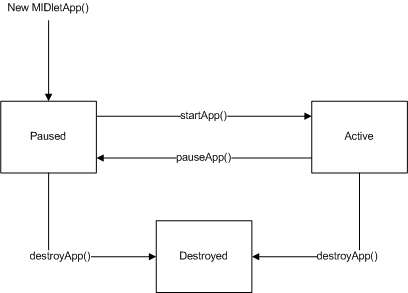 New MIDletApp()
startApp()
Paused
Active
pauseApp()
destroyApp()
Destroyed
destroyApp()